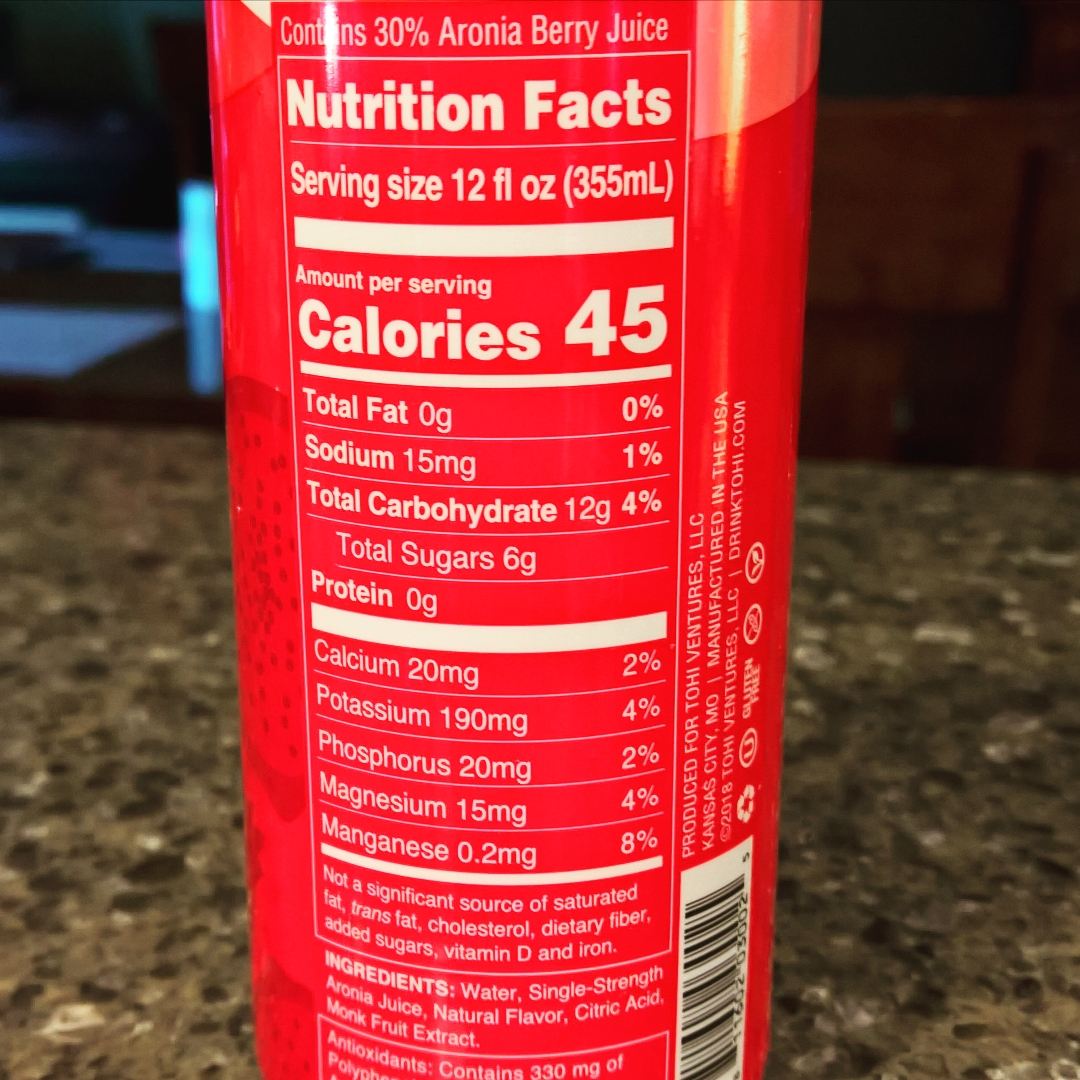 Contains 30% Aronia Berry Juice
Nutrition Facts
Serving size 12 fl oz (355mL)
Amount per serving
Calories 45
Total Fat 0g 0%
Sodium 15mg 1%
Total Carbohydrate 12g 4%
Total Sugars 6g
Protein 0g
Calcium 20mg 2%
Potassium 190mg 4%
Phosphorus 20mg 2%
Magnesium 15mg 4%
Manganese 0.2mg 8%
Not a significant source of saturated
fat, trans fat, cholesterol, dietary fiber,
added sugars, vitamin D and iron.
INGREDIENTS: Water, Single-Strength
Aronia Juice, Natural Flavor, Citric Acid,
Monk Fruit Extract.
Antioxidants: Contains 330 mg of
PRODUCED FOR TOHI VENTURES, LLC
KANSAS CITY, MO | MANUFACTURED IN THE USA
©2018 TOHI VENTURES, LLC | DRINKTOHI.COM
U
GLUTEN
FREE
V